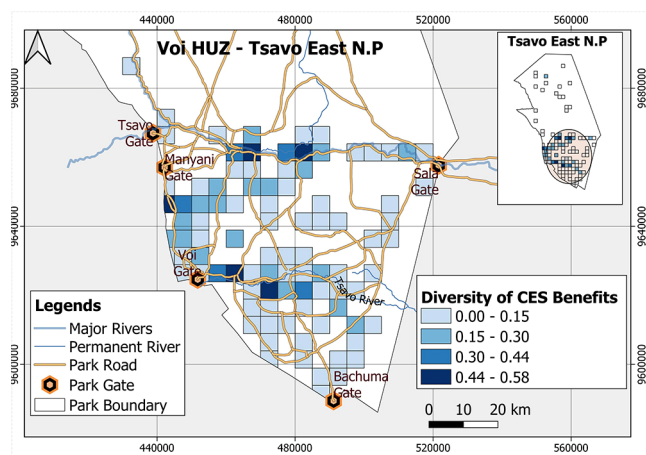 440000
480000
520000
560000
Voi HUZ - Tsavo East N.P
Tsavo East N.P
9680000
9680000
Tsavo
Gate
Manyani
Gate
Sala
Gate
9640000
9640000
Voi
Gate
Tsavo River
Legends
Major Rivers
Permanent River
Park Road
Park Gate
Park Boundary
Diversity of CES Benefits
0.00 - 0.15
0.15 - 0.30
0.30 - 0.44
0.44 - 0.58
9600000
9600000
Bachuma
Gate
0 10 20 km
440000
480000
520000
560000